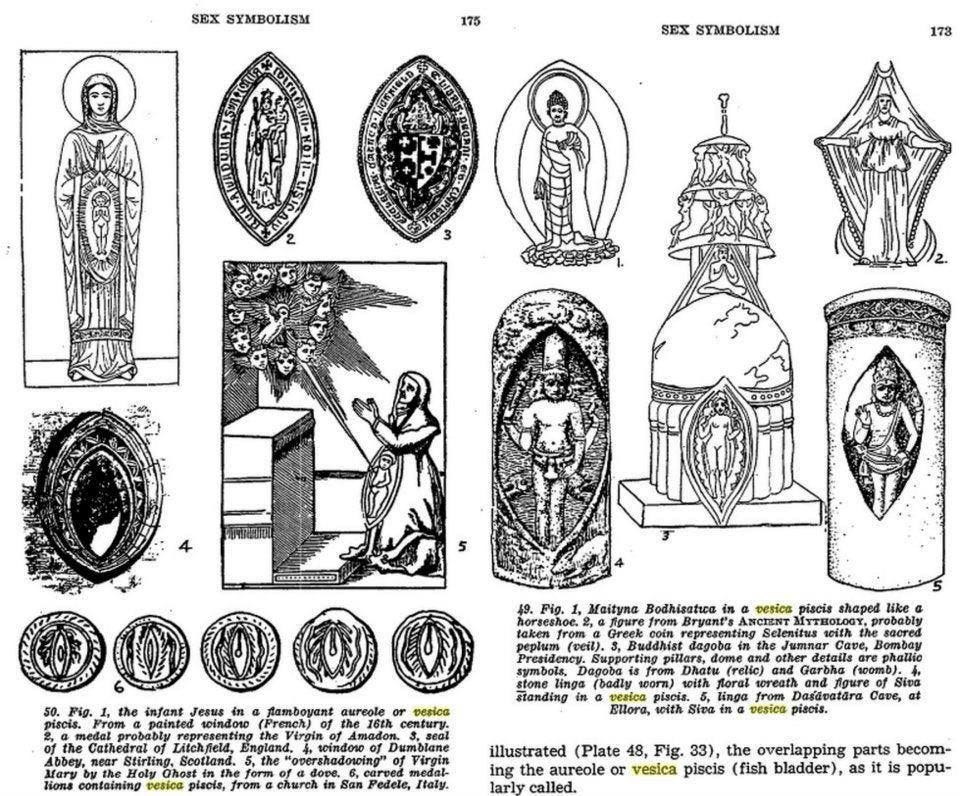 SEX SYMBOLISM 175
2
3
4
5
6
50. Fig. 1, the infant Jesus in a flamboyant aureole or vesica
piscis. From a painted window (French) of the 16th century.
2, a medal probably representing the Virgin of Amadon. 3, seal
of the Cathedral of Litchfield, England. 4, window of Dumblane
Abbey, near Stirling, Scotland. 5, the "overshadowing" of Virgin
Mary by the Holy Ghost in the form of a dove. 6, carved medal-
lions containing vesica piscis, from a church in San Fedele, Italy.
SEX SYMBOLISM 173
1.
2.
3
4
5
49. Fig. 1, Maityna Bodhisatwa in a vesica piscis shaped like a
horseshoe. 2, a figure from Bryant's ANCIENT MYTHOLOGY, probably
taken from a Greek coin representing Selenitus with the sacred
peplum (veil). 3, Buddhist dagoba in the Jumnar Cave, Bombay
Presidency. Supporting pillars, dome and other details are phallic
symbols. Dagoba is from Dhatu (relic) and Garbha (womb). 4,
stone linga (badly worn) with floral wreath and figure of Siva
standing in a vesica piscis. 5, linga from Daśāvatāra Cave, at
Ellora, with Siva in a vesica piscis.
illustrated (Plate 48, Fig. 33), the overlapping parts becom-
ing the aureole or vesica piscis (fish bladder), as it is popu-
larly called.